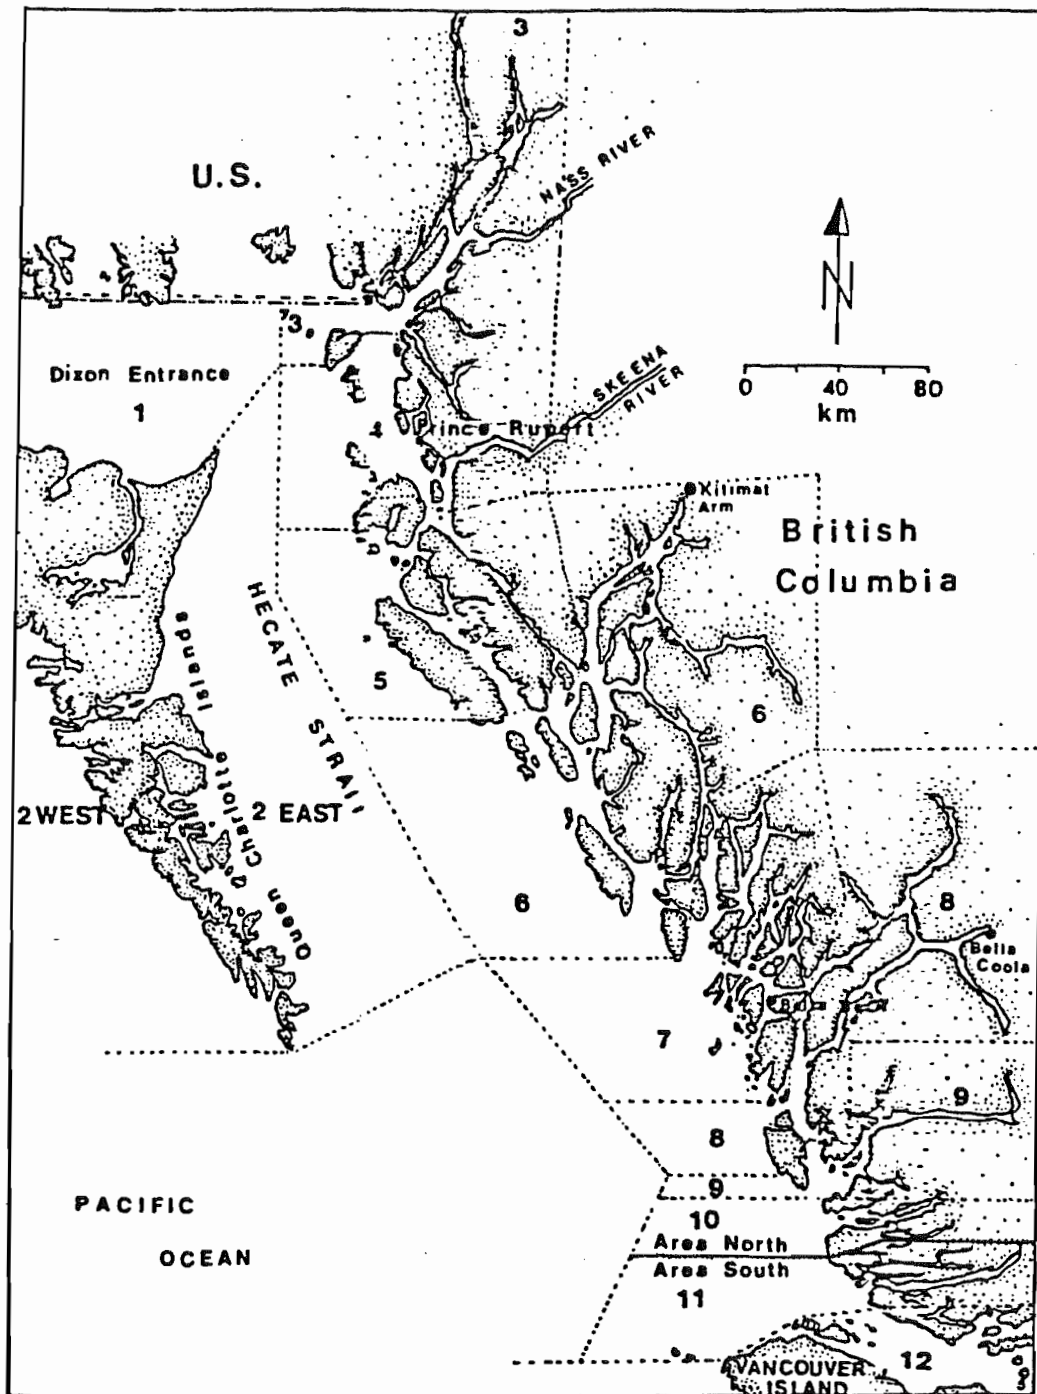 3
U.S.
NASS RIVER
N
3
Dixon Entrance
1
0 40 80
km
SKEENA
RIVER
4
Prince Rupert
Kitimat
Arm
British
Columbia
HECATE STRAIT
5
6
Queen Charlotte Islands
2 WEST
2 EAST
6
8
Bella
Coola
7
9
8
9
10
PACIFIC
OCEAN
Area North
Area South
11
12
VANCOUVER
ISLAND